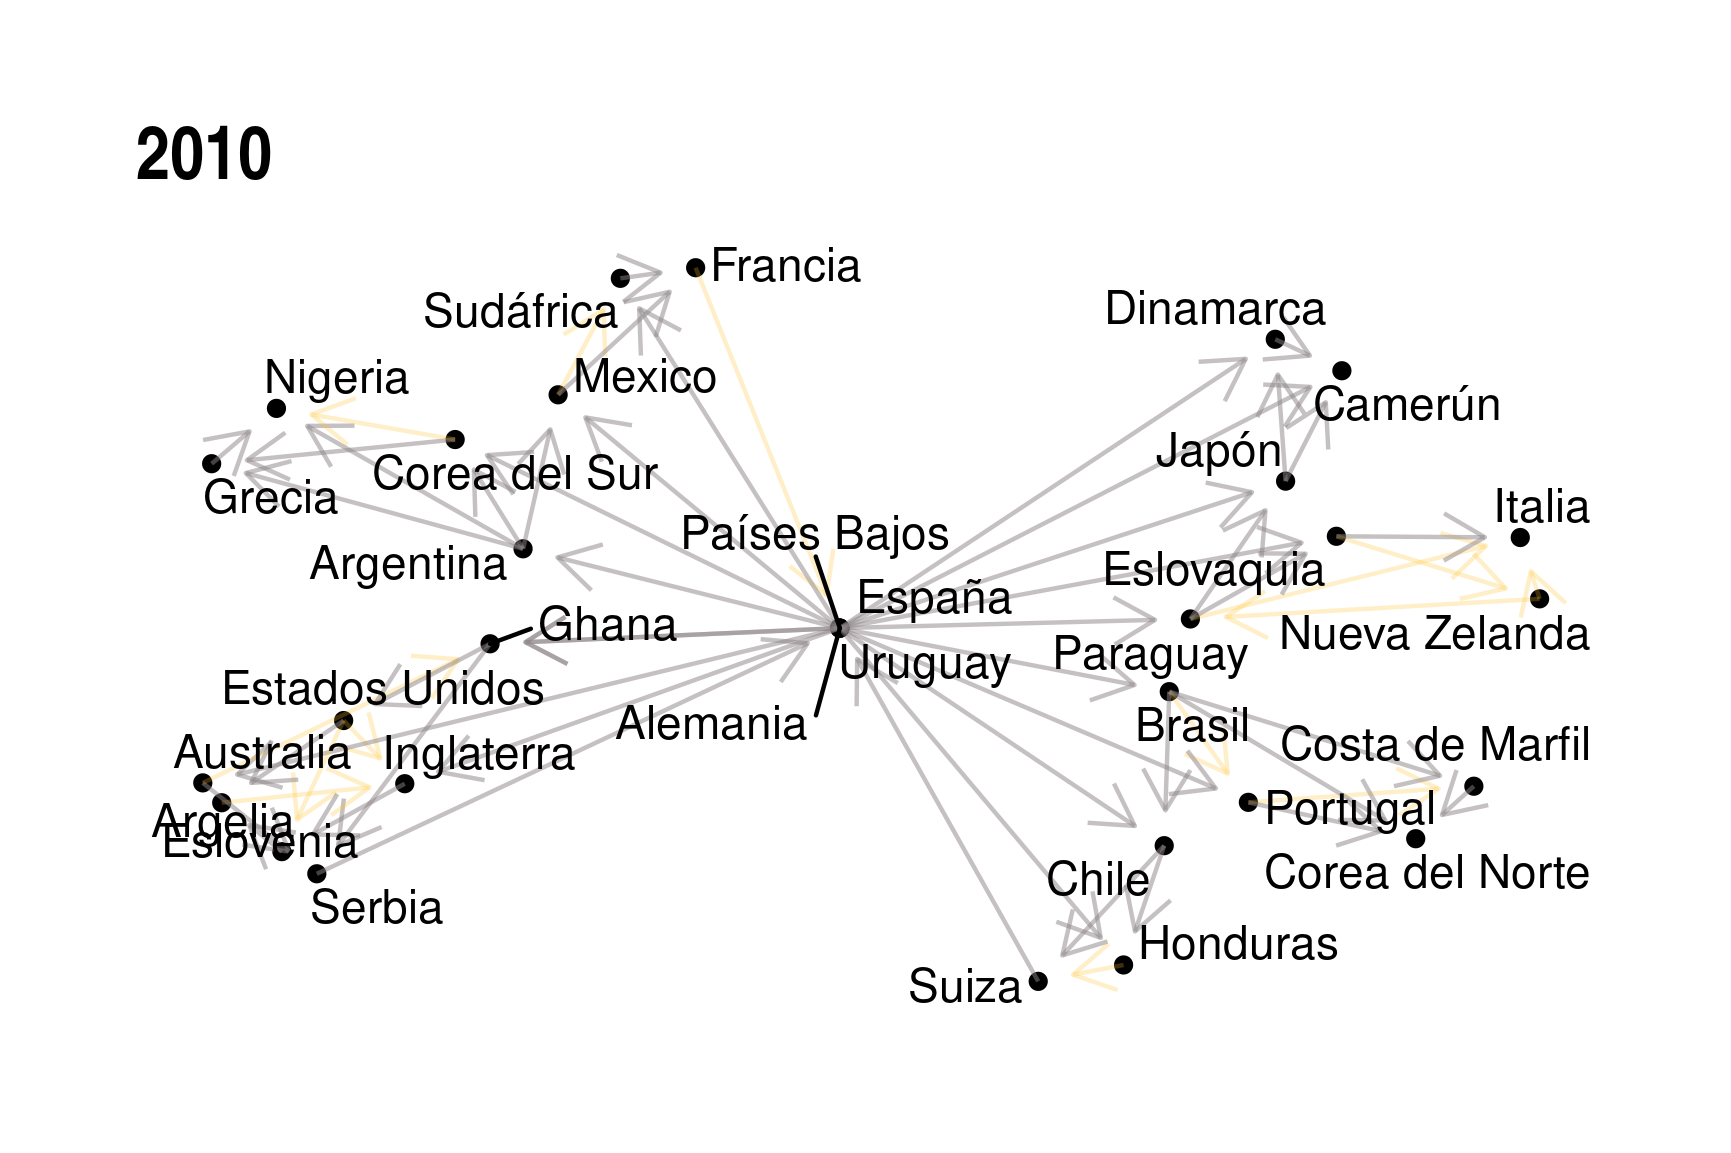 2010
Francia
Sudáfrica
Dinamarca
Nigeria
Mexico
Camerún
Japón
Corea del Sur
Grecia
Italia
Países Bajos
Argentina
Eslovaquia
España
Ghana
Nueva Zelanda
Uruguay
Paraguay
Estados Unidos
Alemania
Brasil
Australia
Inglaterra
Costa de Marfil
Argelia
Portugal
Eslovenia
Chile
Corea del Norte
Serbia
Honduras
Suiza